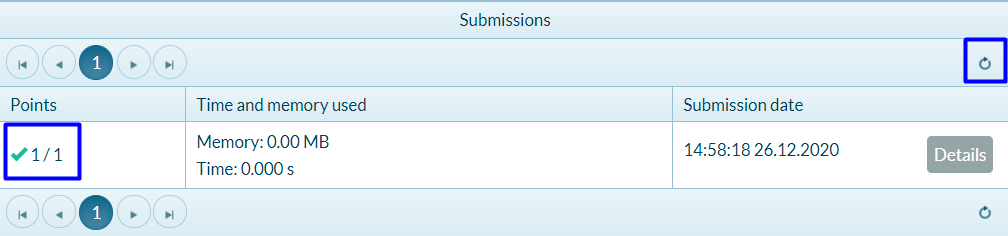 Submissions
1
Points Time and memory used Submission date
1 / 1 Memory: 0.00 MB 14:58:18 26.12.2020 Details
Time: 0.000 s
1